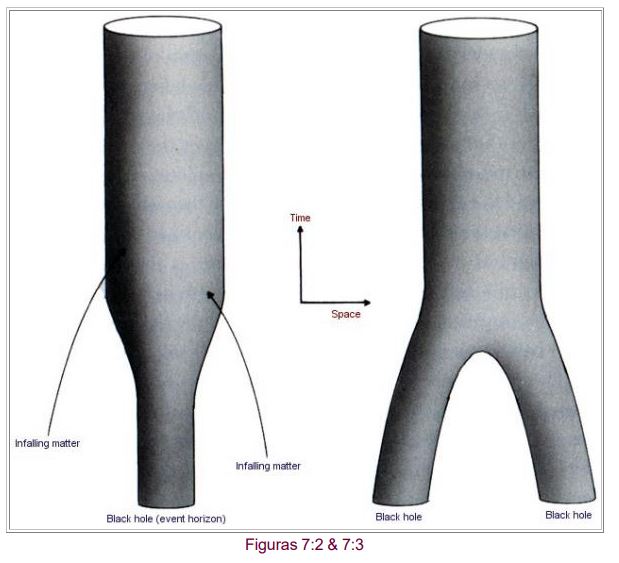 Time
Space
Infalling matter
Infalling matter
Black hole (event horizon)
Black hole
Black hole
Figuras 7:2 & 7:3